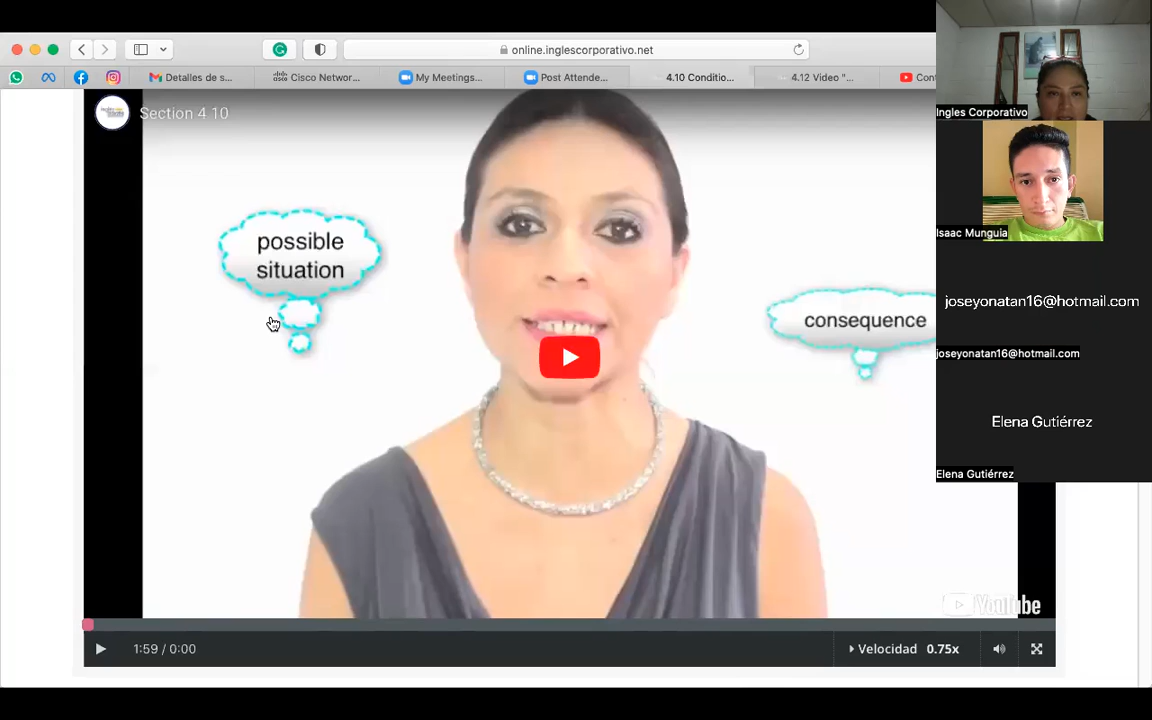 online.inglescorporativo.net
Detalles de s...
Cisco Networ...
My Meetings...
Post Attende...
4.10 Conditio...
4.12 Video "...
Section 4 10
possible
situation
consequence
YouTube
1:59 / 0:00
Velocidad 0.75x
Ingles Corporativo
Isaac Munguia
joseyonatan16@hotmail.com
joseyonatan16@hotmail.com
Elena Gutiérrez
Elena Gutiérrez